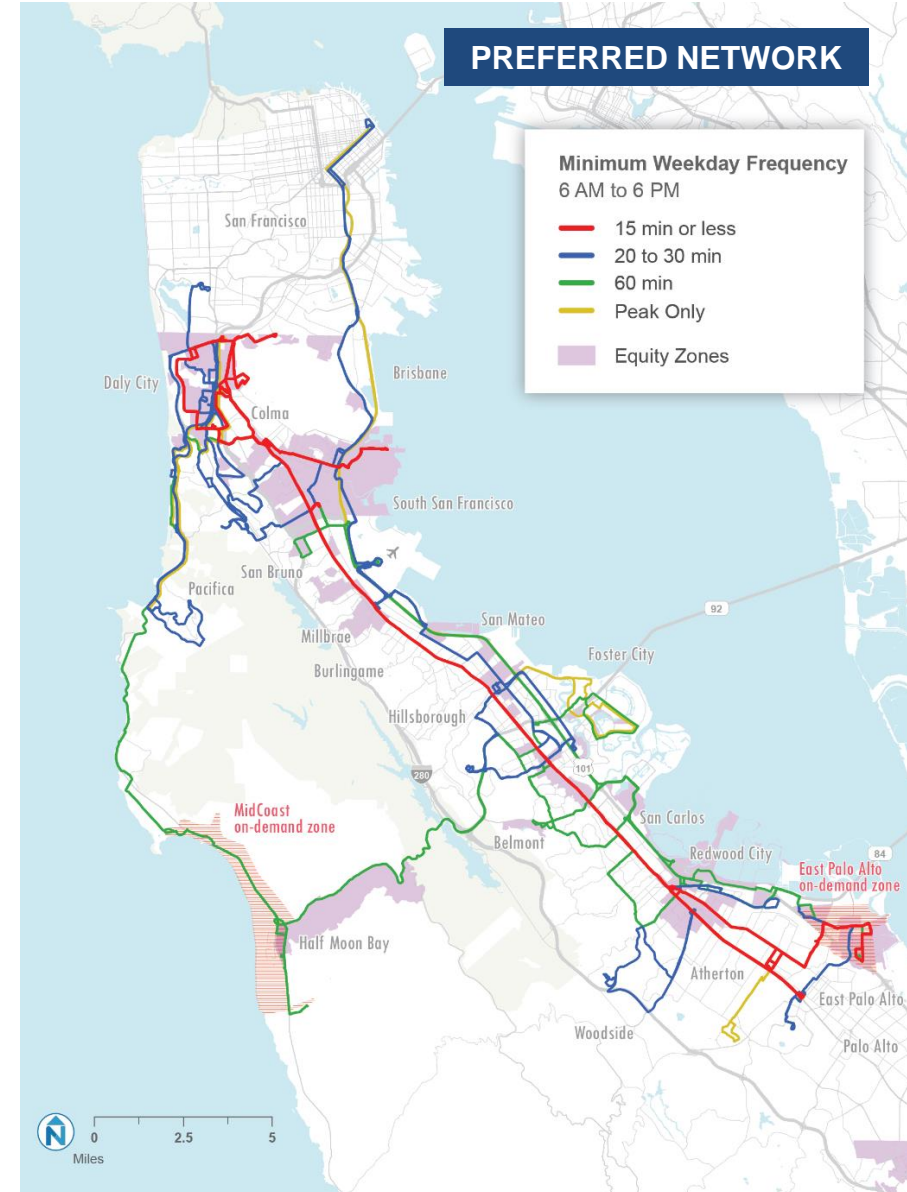 PREFERRED NETWORK
Minimum Weekday Frequency
6 AM to 6 PM
15 min or less
20 to 30 min
60 min
Peak Only
Equity Zones
San Francisco
Daly City
Brisbane
Colma
South San Francisco
San Bruno
Pacifica
92
San Mateo
Millbrae
Foster City
Burlingame
Hillsborough
280
101
MidCoast
on-demand zone
San Carlos
Belmont
Redwood City
84
East Palo Alto
on-demand zone
Half Moon Bay
Atherton
East Palo Alto
Woodside
Palo Alto
N
0 2.5 5
Miles